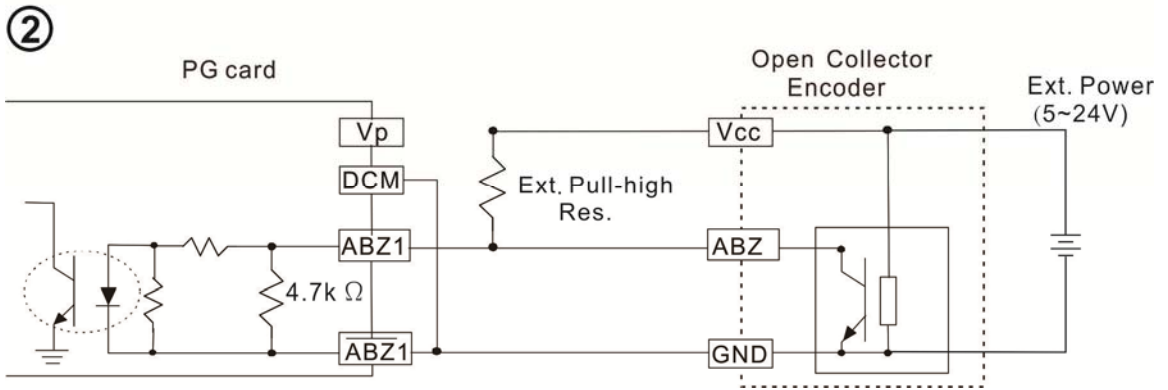 ②
PG card
Open Collector
Encoder
Ext. Power
(5~24V)
Vp
Vcc
DCM
Ext. Pull-high
Res.
ABZ1
ABZ
4.7k Ω
A̅B̅Z̅1̅
GND